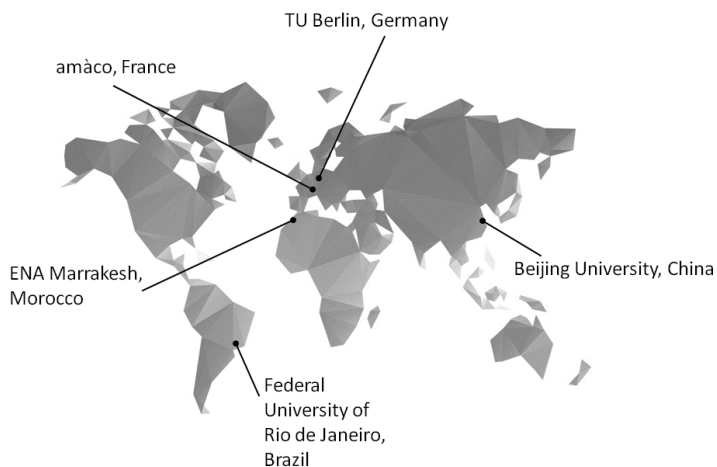 TU Berlin, Germany
amàco, France
ENA Marrakesh,
Morocco
Beijing University, China
Federal
University of
Rio de Janeiro,
Brazil